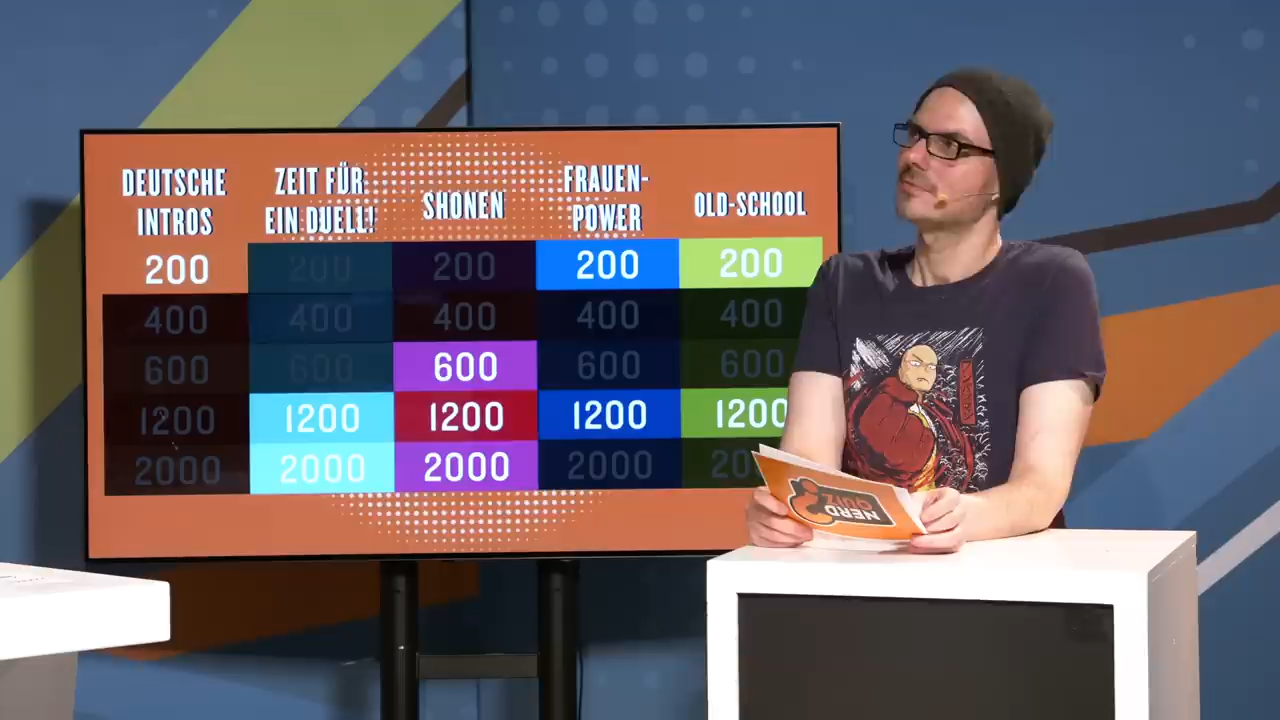 DEUTSCHE INTROS
ZEIT FÜR EIN DUELL!
SHONEN
FRAUEN-POWER
OLD-SCHOOL
200 200 200 200 200
400 400 400 400 400
600 600 600 600 600
1200 1200 1200 1200 1200
2000 2000 2000 2000 20
NERD
QUIZ